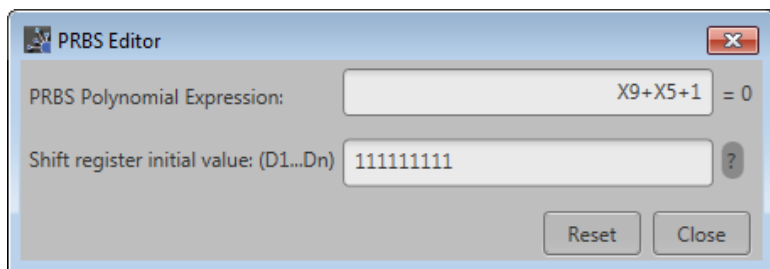 PRBS Editor
PRBS Polynomial Expression: X9+X5+1 = 0
Shift register initial value: (D1...Dn) 111111111 ?
Reset Close